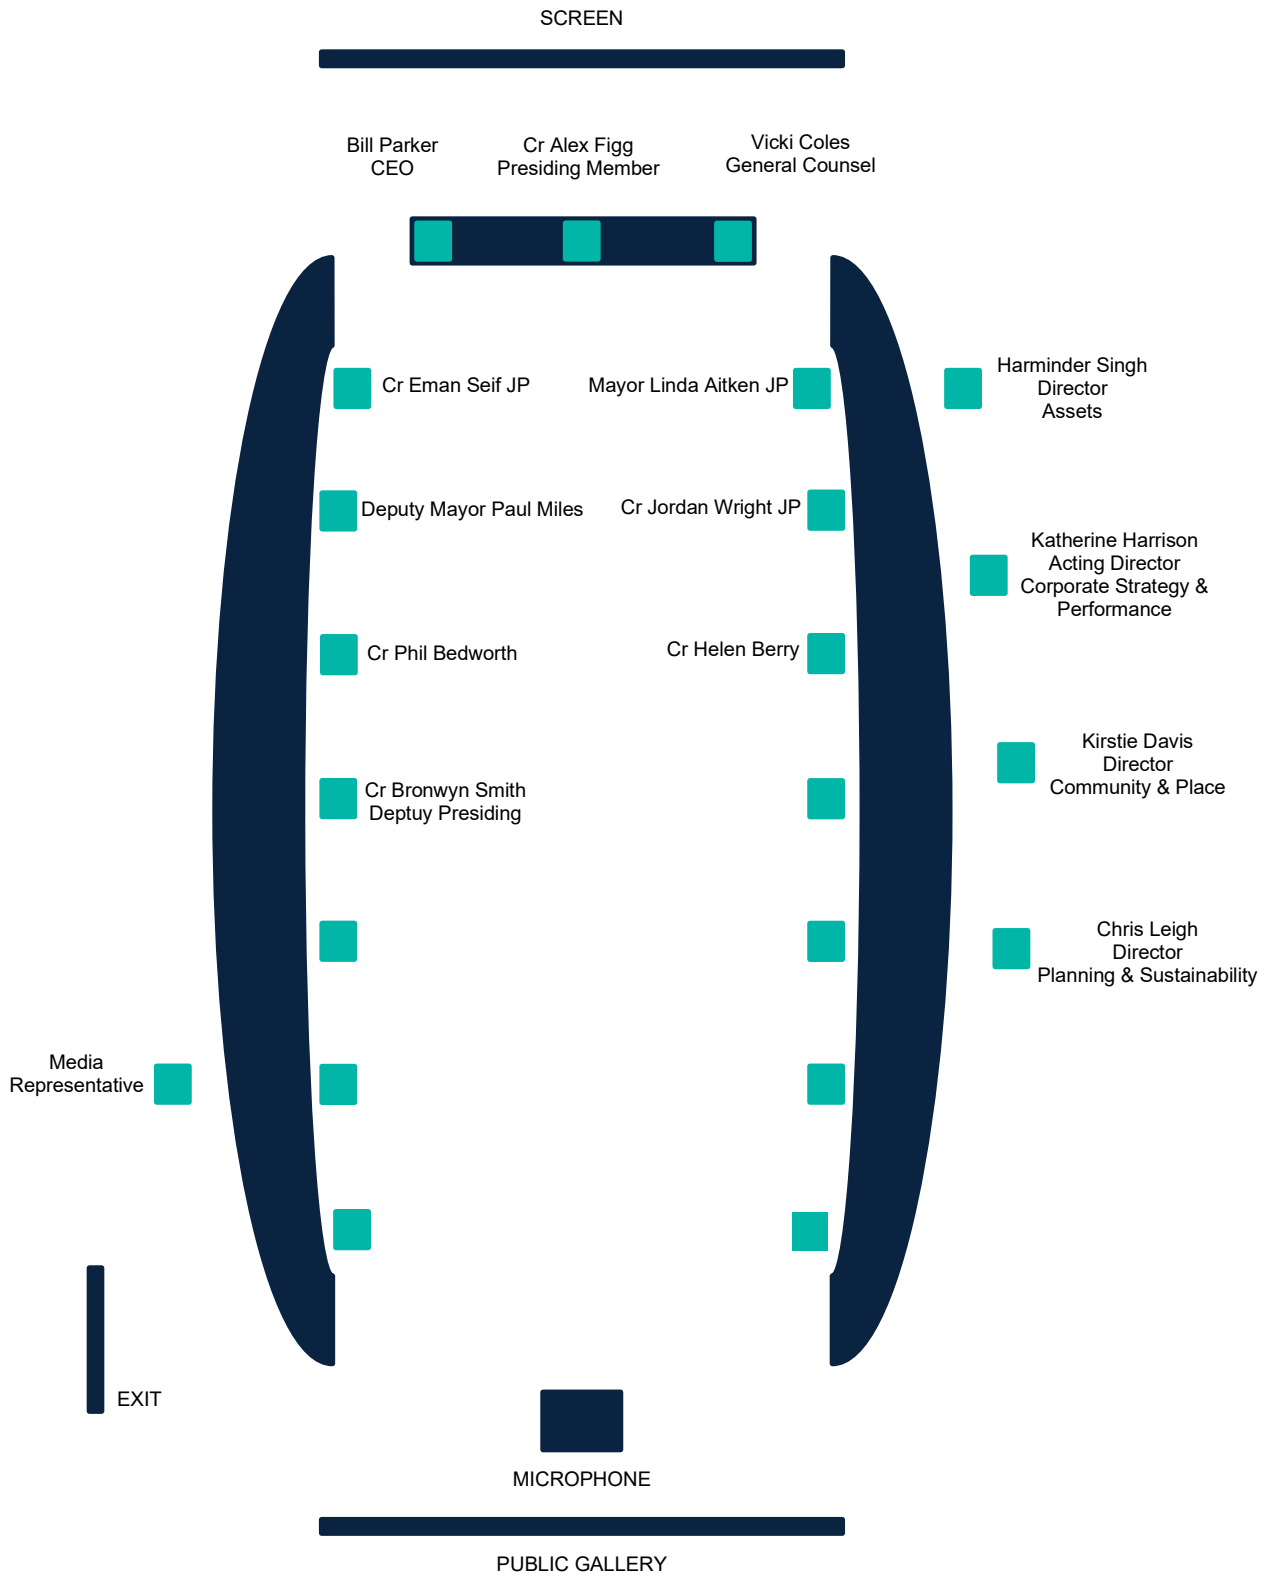 SCREEN
Bill Parker
CEO
Cr Alex Figg
Presiding Member
Vicki Coles
General Counsel
Cr Eman Seif JP
Mayor Linda Aitken JP
Harminder Singh
Director
Assets
Deputy Mayor Paul Miles
Cr Jordan Wright JP
Katherine Harrison
Acting Director
Corporate Strategy &
Performance
Cr Phil Bedworth
Cr Helen Berry
Kirstie Davis
Director
Community & Place
Cr Bronwyn Smith
Deptuy Presiding
Chris Leigh
Director
Planning & Sustainability
Media
Representative
EXIT
MICROPHONE
PUBLIC GALLERY